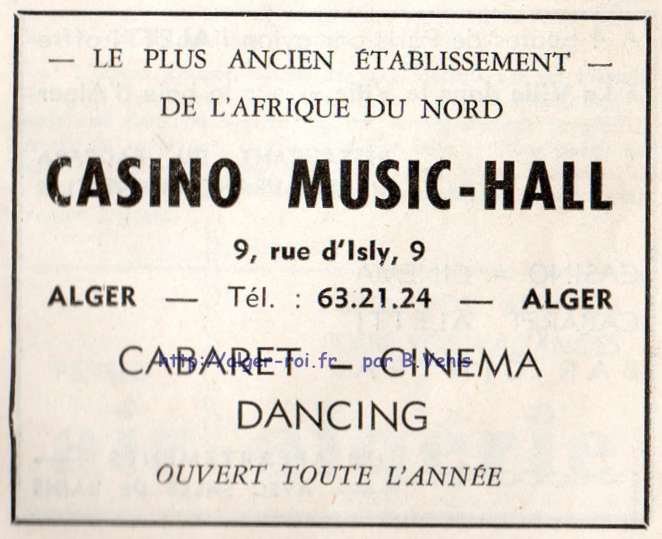 — LE PLUS ANCIEN ÉTABLISSEMENT —
DE L'AFRIQUE DU NORD
CASINO MUSIC-HALL
9, rue d'Isly, 9
ALGER — Tél. : 63.21.24 — ALGER
CABARET – CINEMA
http://alger-roi.fr par B.Venis
DANCING
OUVERT TOUTE L'ANNÉE